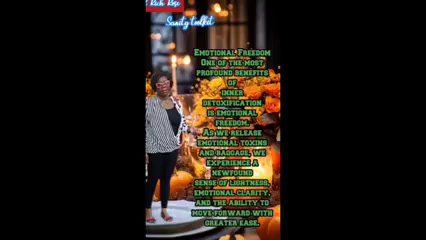 Rich Rose
Sanity toolkit
Emotional Freedom
One of the most
profound benefits
of
inner
detoxification
is emotional
freedom.
As we release
emotional toxins
and baggage, we
experience a
newfound
sense of lightness,
emotional clarity,
and the ability to
move forward with
greater ease.